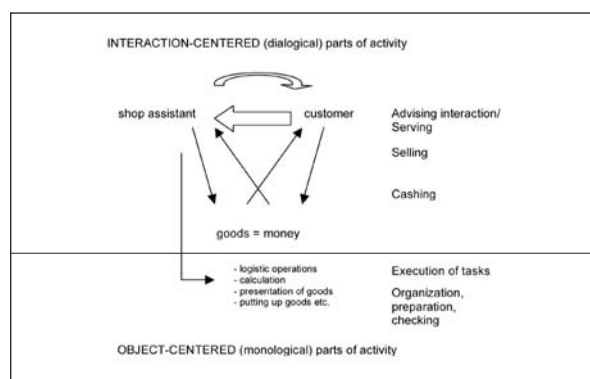 INTERACTION-CENTERED (dialogical) parts of activity
shop assistant
customer
Advising interaction/
Serving
Selling
Cashing
goods = money
- logistic operations
- calculation
- presentation of goods
- putting up goods etc.
Execution of tasks
Organization,
preparation,
checking
OBJECT-CENTERED (monological) parts of activity